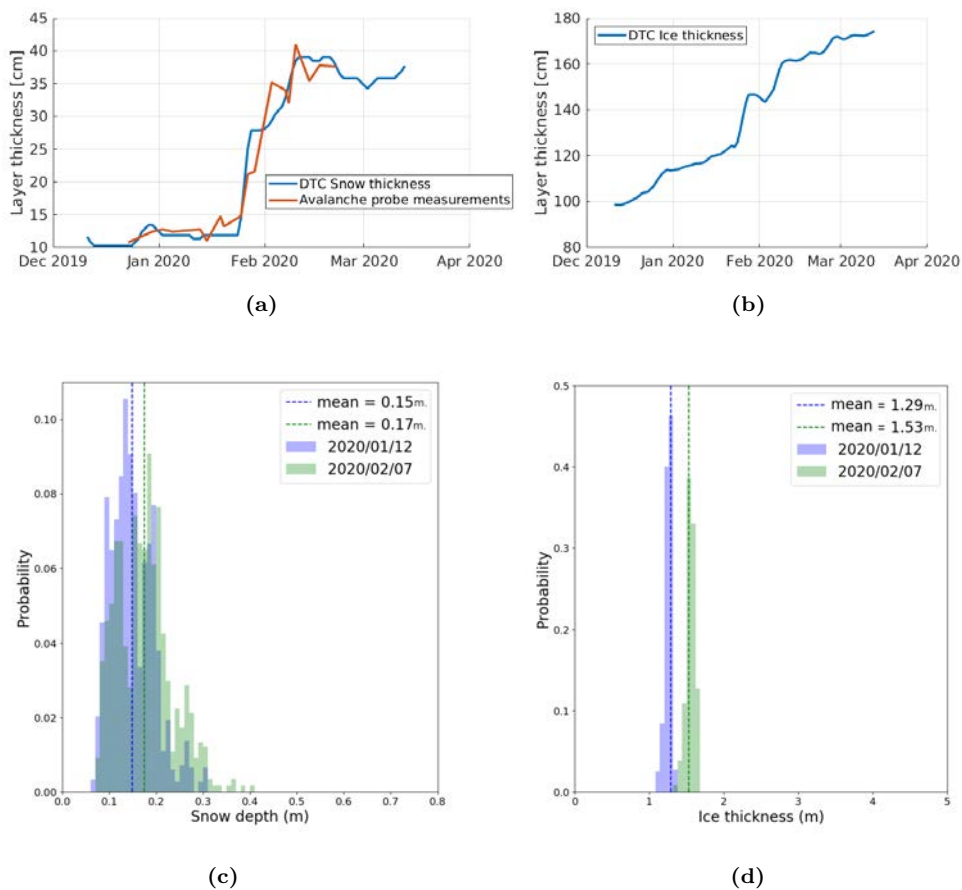 45
40
35
30
25
20
15
10
Layer thickness [cm]
DTC Snow thickness
Avalanche probe measurements
Dec 2019 Jan 2020 Feb 2020 Mar 2020 Apr 2020
(a)
180
160
140
120
100
80
Layer thickness [cm]
DTC Ice thickness
Dec 2019 Jan 2020 Feb 2020 Mar 2020 Apr 2020
(b)
0.10
0.08
0.06
0.04
0.02
0.00
Probability
mean = 0.15m.
mean = 0.17m.
2020/01/12
2020/02/07
0.0 0.1 0.2 0.3 0.4 0.5 0.6 0.7 0.8
Snow depth (m)
(c)
0.5
0.4
0.3
0.2
0.1
0.0
Probability
mean = 1.29m.
mean = 1.53m.
2020/01/12
2020/02/07
0 1 2 3 4 5
Ice thickness (m)
(d)